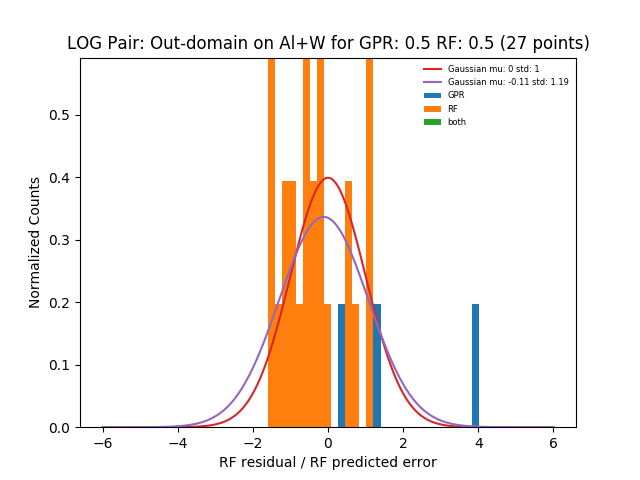 LOG Pair: Out-domain on Al+W for GPR: 0.5 RF: 0.5 (27 points)
Gaussian mu: 0 std: 1
Gaussian mu: -0.11 std: 1.19
GPR
RF
both
Normalized Counts
0.5
0.4
0.3
0.2
0.1
0.0
−6
−4
−2
0
2
4
6
RF residual / RF predicted error